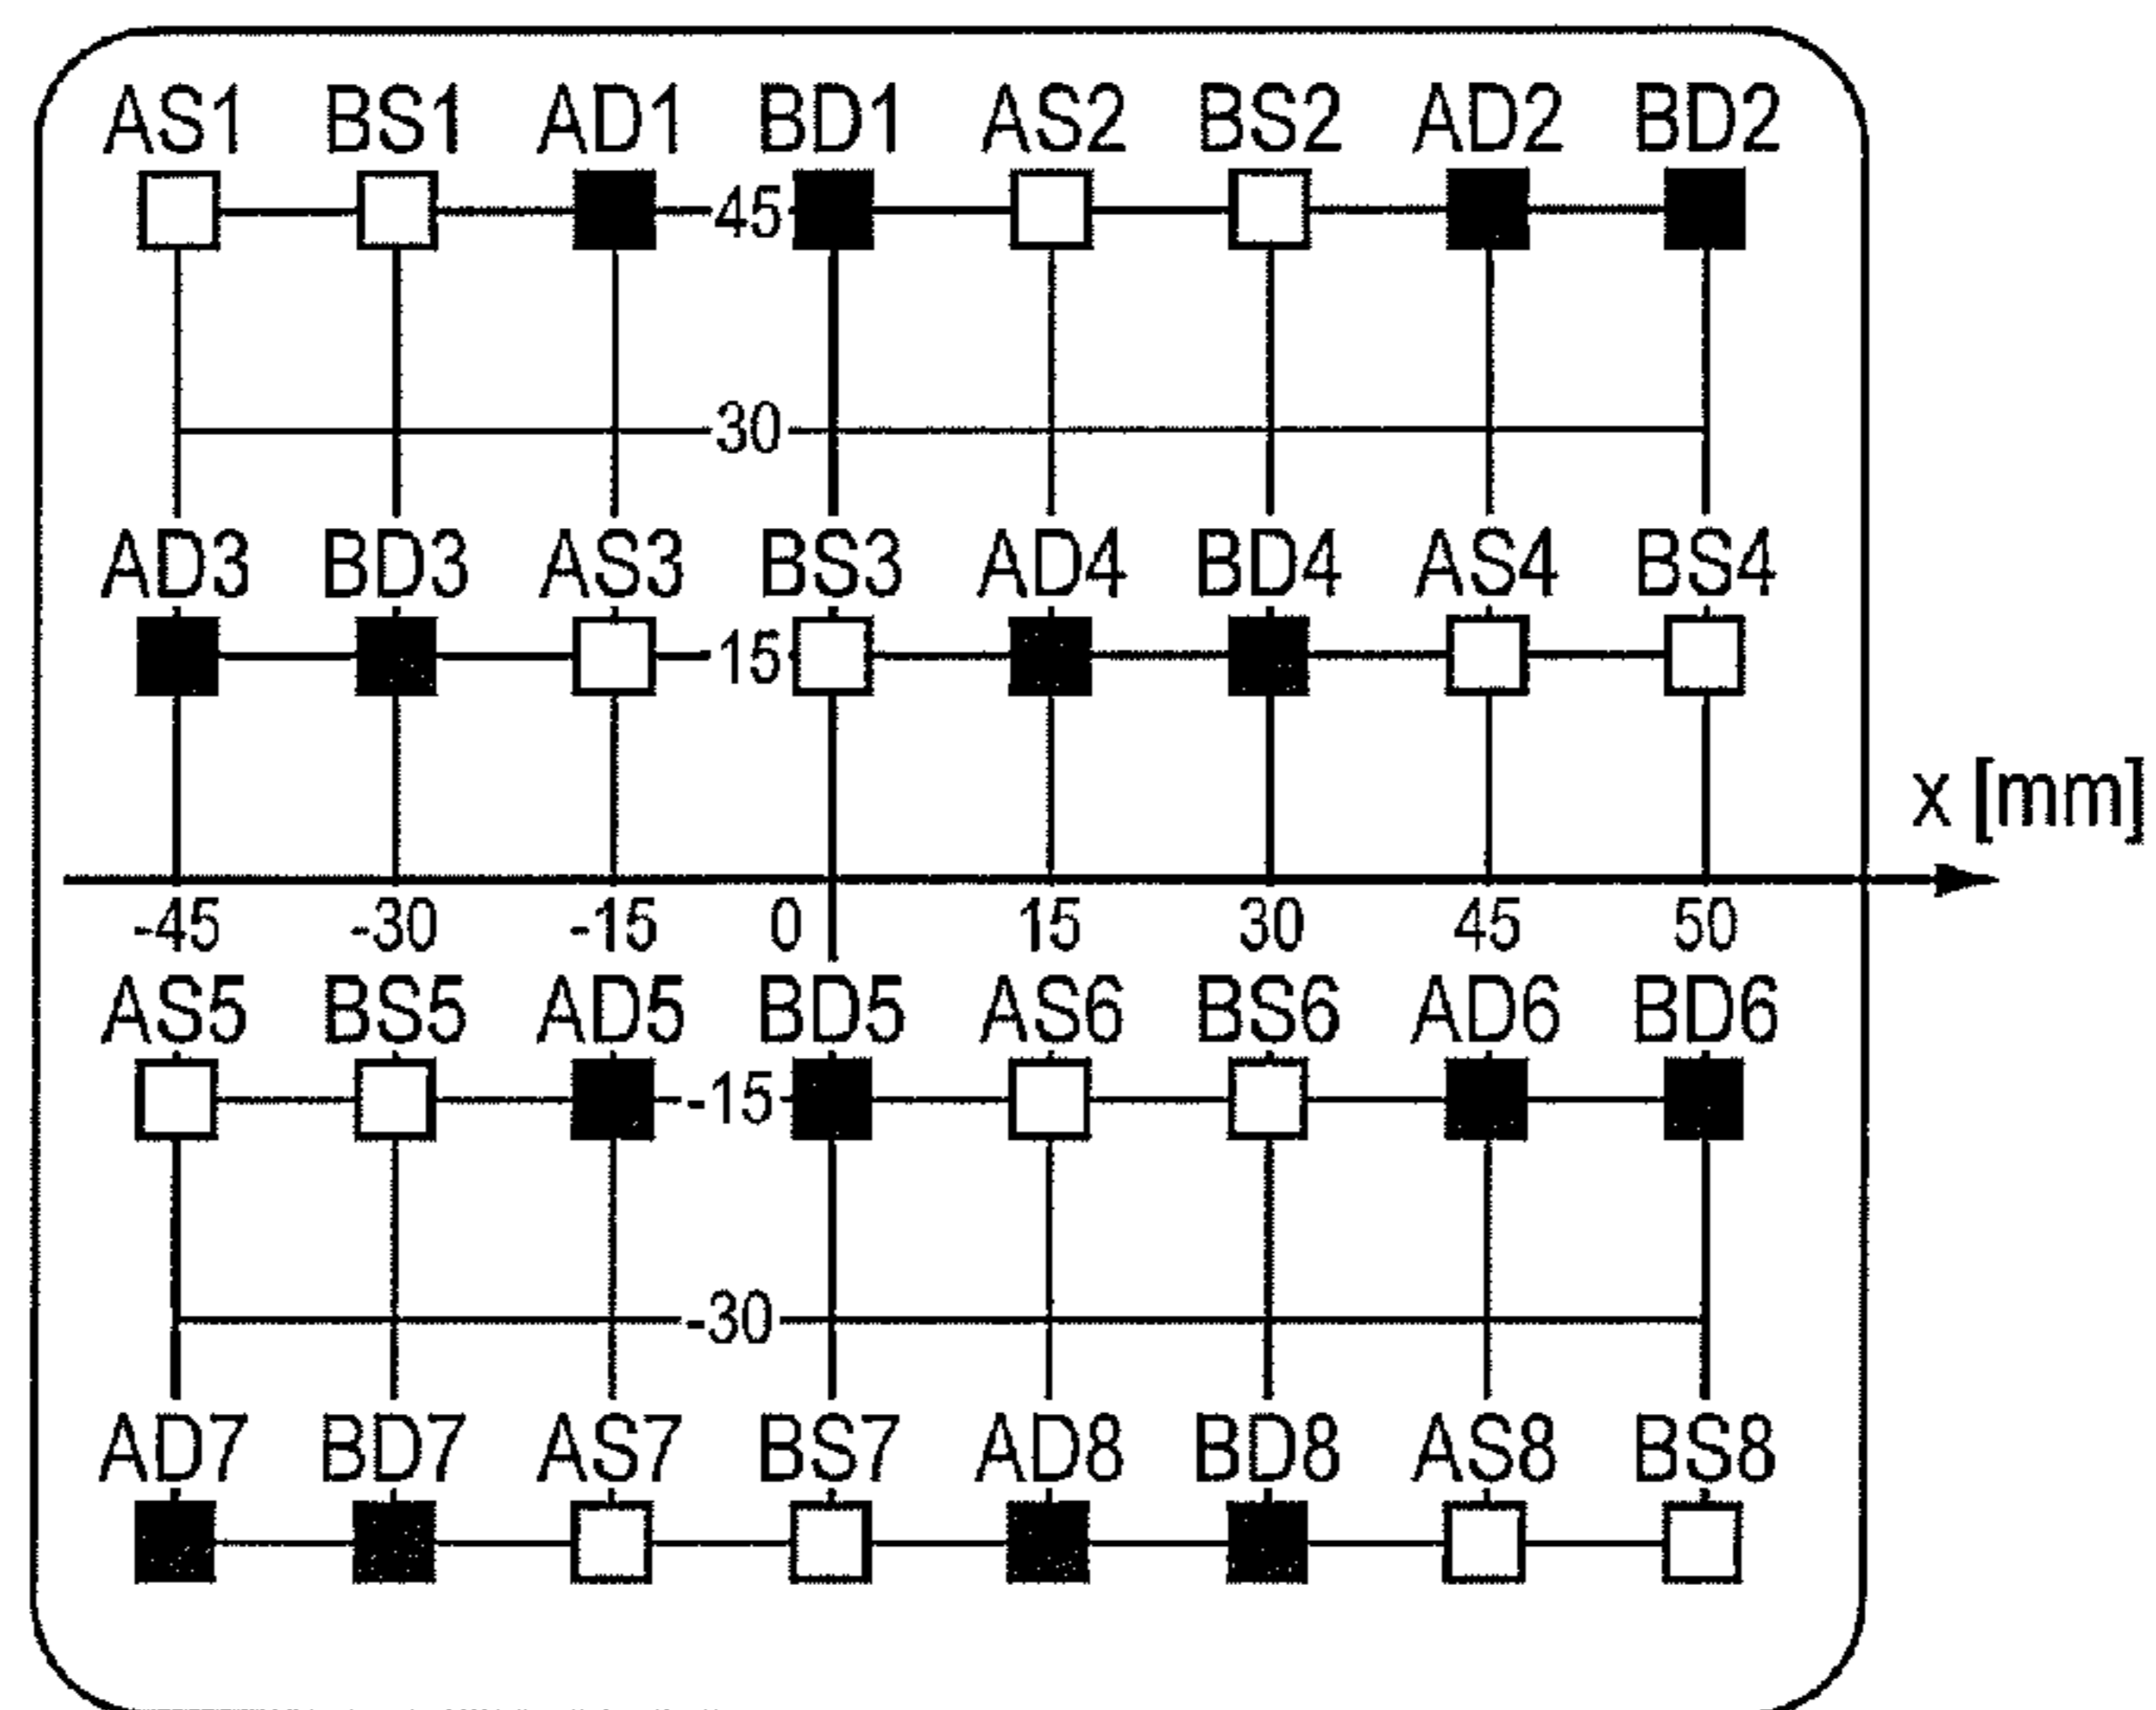 AS1 BS1 AD1 BD1 AS2 BS2 AD2 BD2
45
30
AD3 BD3 AS3 BS3 AD4 BD4 AS4 BS4
15
x [mm]
-45 -30 -15 0 15 30 45 50
AS5 BS5 AD5 BD5 AS6 BS6 AD6 BD6
-15
-30
AD7 BD7 AS7 BS7 AD8 BD8 AS8 BS8